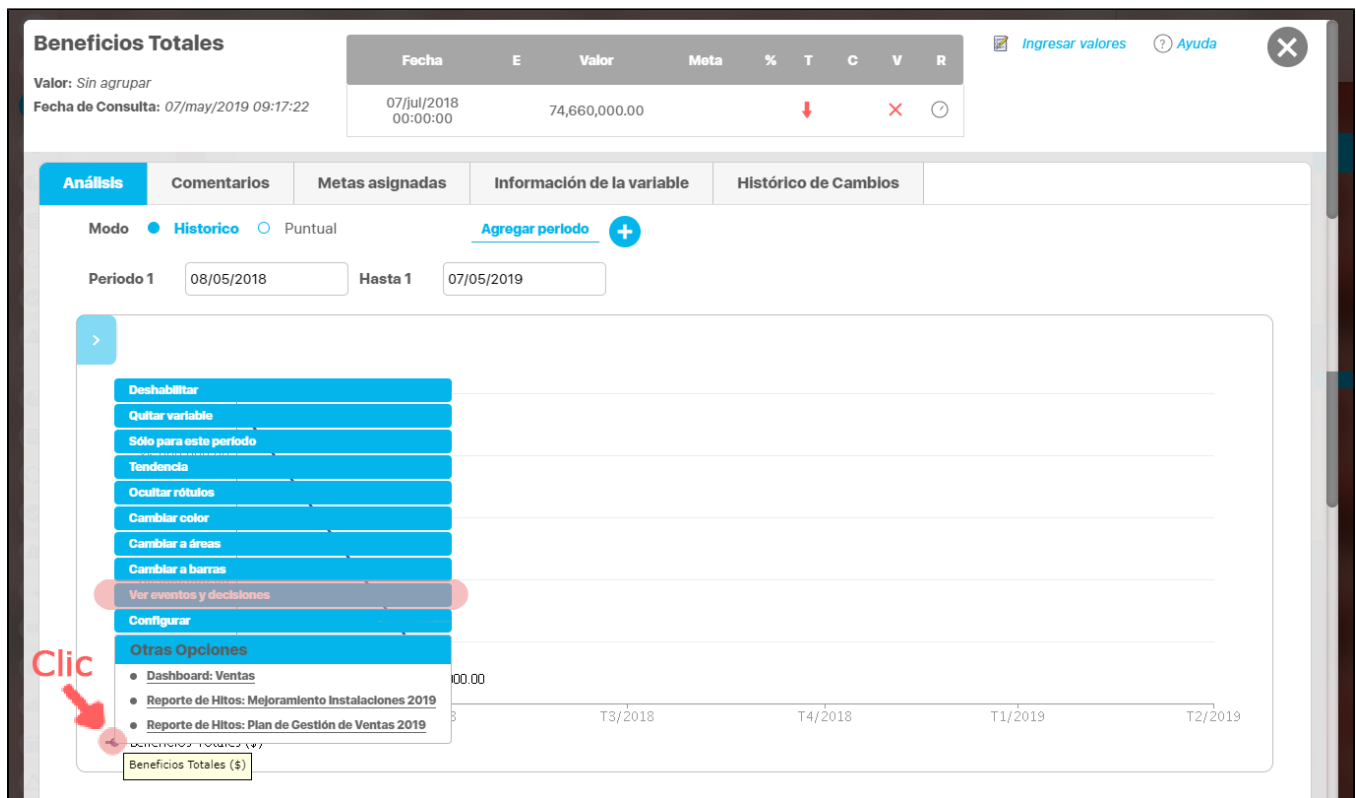 Beneficios Totales
Valor: Sin agrupar
Fecha de Consulta: 07/may/2019 09:17:22
Fecha E Valor Meta % T C V R
07/jul/2018
00:00:00
74,660,000.00
Ingresar valores
? Ayuda
Análisis Comentarios Metas asignadas Información de la variable Histórico de Cambios
Modo Historico Puntual Agregar periodo
Periodo 1 08/05/2018 Hasta 1 07/05/2019
Deshabilitar
Quitar variable
Sólo para este período
Tendencia
Ocultar rótulos
Cambiar color
Cambiar a áreas
Cambiar a barras
Ver eventos y decisiones
Configurar
Otras Opciones
Dashboard: Ventas
Reporte de Hitos: Mejoramiento Instalaciones 2019
Reporte de Hitos: Plan de Gestión de Ventas 2019
Clic
00.00
T3/2018 T4/2018 T1/2019 T2/2019
Beneficios Totales ($)
Beneficios Totales ($)